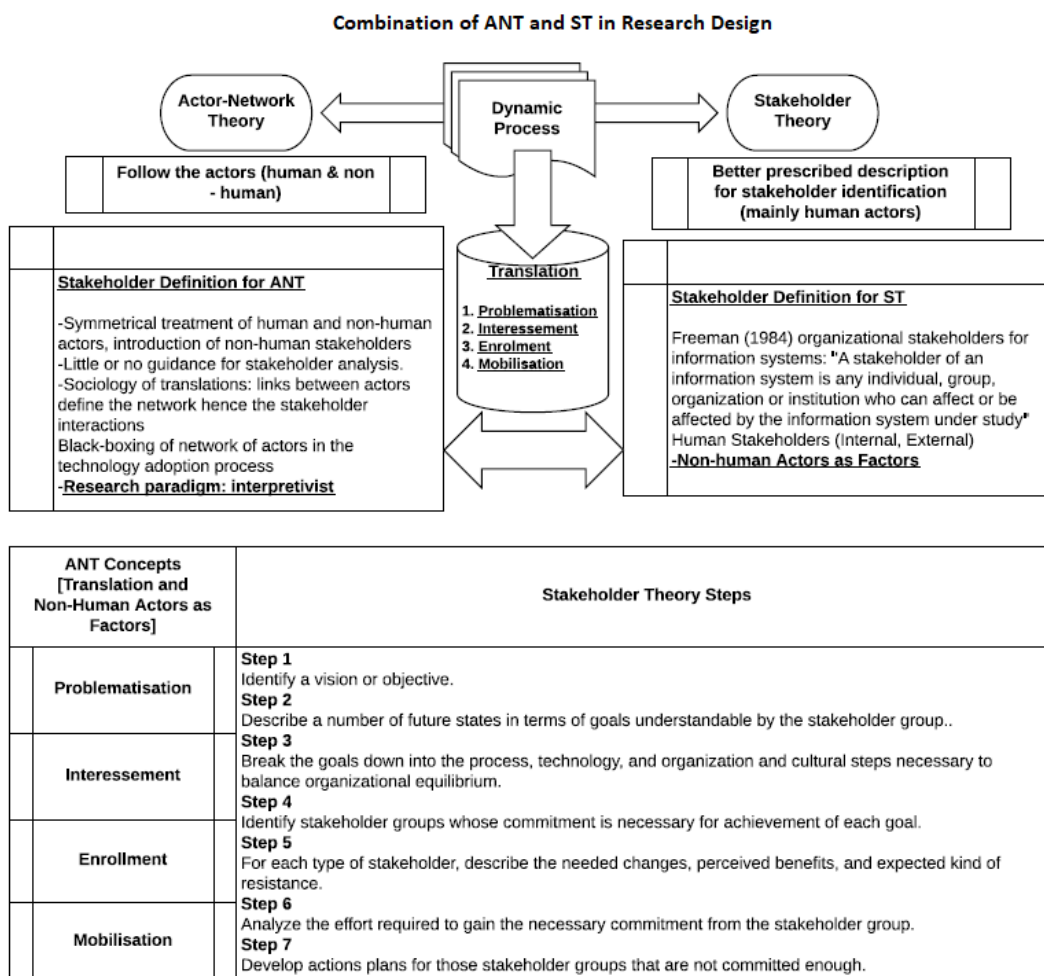 Combination of ANT and ST in Research Design
Actor-Network
Theory
Dynamic
Process
Stakeholder
Theory
Follow the actors (human & non
- human)
Better prescribed description
for stakeholder identification
(mainly human actors)
Stakeholder Definition for ANT
-Symmetrical treatment of human and non-human
actors, introduction of non-human stakeholders
-Little or no guidance for stakeholder analysis.
-Sociology of translations: links between actors
define the network hence the stakeholder
interactions
Black-boxing of network of actors in the
technology adoption process
-Research paradigm: interpretivist
Translation
1. Problematisation
2. Interessement
3. Enrolment
4. Mobilisation
Stakeholder Definition for ST
Freeman (1984) organizational stakeholders for
information systems: "A stakeholder of an
information system is any individual, group,
organization or institution who can affect or be
affected by the information system under study"
Human Stakeholders (Internal, External)
-Non-human Actors as Factors
ANT Concepts
[Translation and
Non-Human Actors as
Factors]
Stakeholder Theory Steps
Problematisation
Step 1
Identify a vision or objective.
Step 2
Describe a number of future states in terms of goals understandable by the stakeholder group..
Interessement
Step 3
Break the goals down into the process, technology, and organization and cultural steps necessary to
balance organizational equilibrium.
Step 4
Identify stakeholder groups whose commitment is necessary for achievement of each goal.
Enrollment
Step 5
For each type of stakeholder, describe the needed changes, perceived benefits, and expected kind of
resistance.
Mobilisation
Step 6
Analyze the effort required to gain the necessary commitment from the stakeholder group.
Step 7
Develop actions plans for those stakeholder groups that are not committed enough.